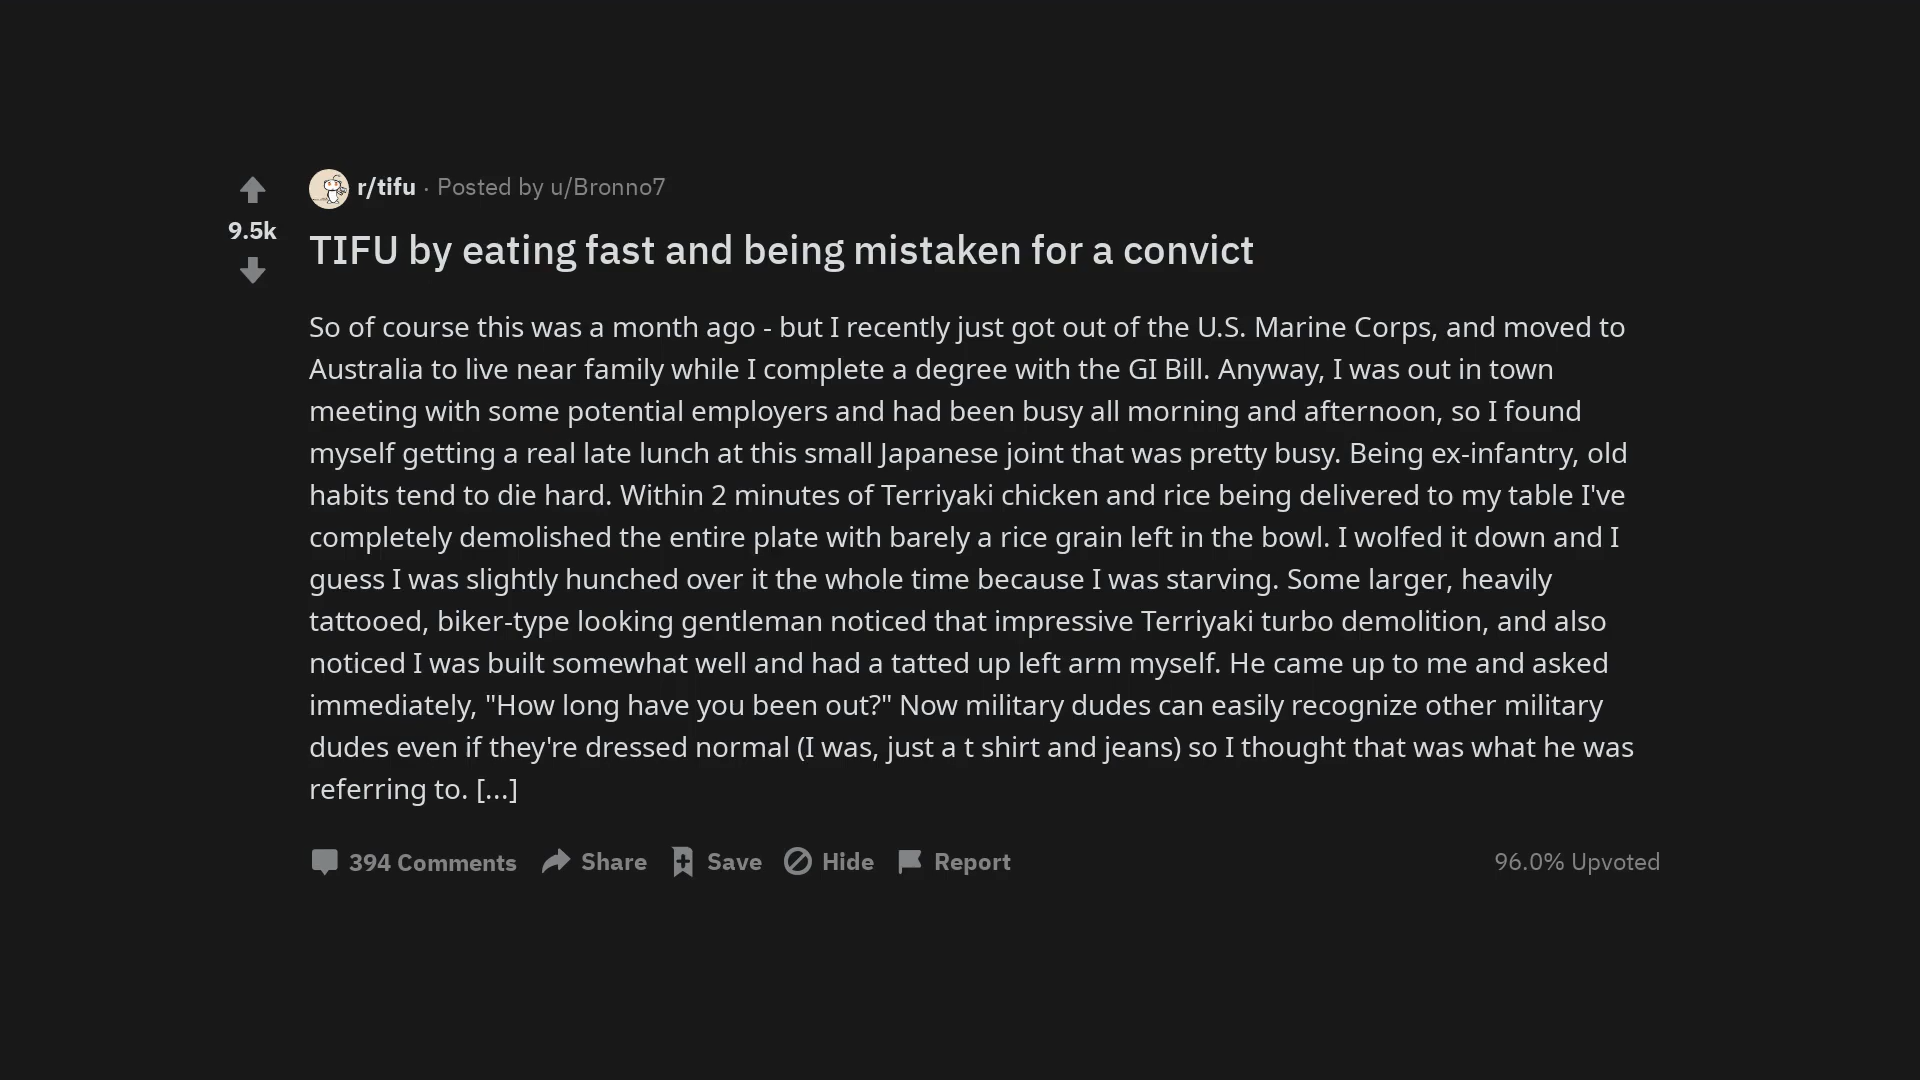 r/tifu · Posted by u/Bronno7
9.5k
TIFU by eating fast and being mistaken for a convict
So of course this was a month ago - but I recently just got out of the U.S. Marine Corps, and moved to
Australia to live near family while I complete a degree with the GI Bill. Anyway, I was out in town
meeting with some potential employers and had been busy all morning and afternoon, so I found
myself getting a real late lunch at this small Japanese joint that was pretty busy. Being ex-infantry, old
habits tend to die hard. Within 2 minutes of Terriyaki chicken and rice being delivered to my table I've
completely demolished the entire plate with barely a rice grain left in the bowl. I wolfed it down and I
guess I was slightly hunched over it the whole time because I was starving. Some larger, heavily
tattooed, biker-type looking gentleman noticed that impressive Terriyaki turbo demolition, and also
noticed I was built somewhat well and had a tatted up left arm myself. He came up to me and asked
immediately, "How long have you been out?" Now military dudes can easily recognize other military
dudes even if they're dressed normal (I was, just a t shirt and jeans) so I thought that was what he was
referring to. [...]
394 Comments Share Save Hide Report 96.0% Upvoted